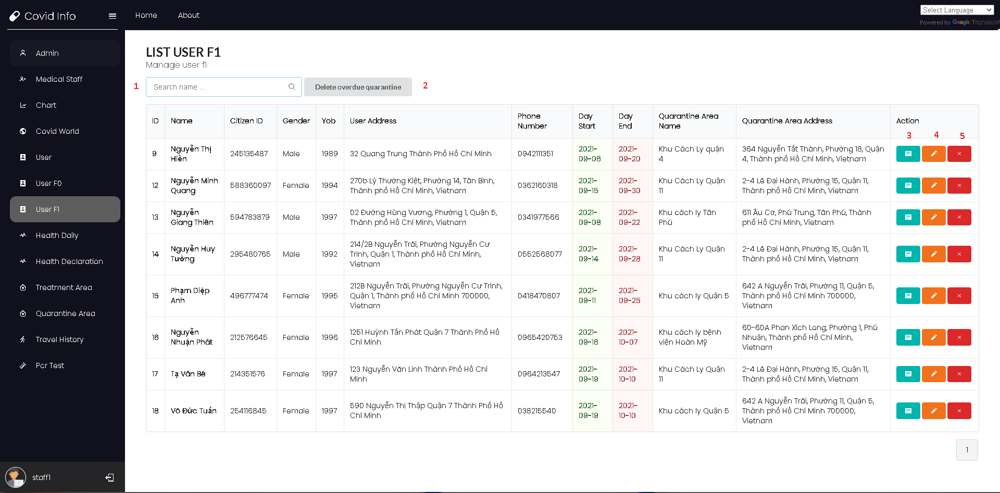 Covid Info
Home
About
Select Language
Powered by Google Translate
Admin
Medical Staff
Chart
Covid World
User
User F0
User F1
Health Daily
Health Declaration
Treatment Area
Quarantine Area
Travel History
Pcr Test
staff1
LIST USER F1
Manage user f1
1
Search name ...
Delete overdue quarantine
2
ID
Name
Citizen ID
Gender
Yob
User Address
Phone
Number
Day
Start
Day
End
Quarantine Area
Name
Quarantine Area Address
Action
3
4
5
9
Nguyễn Thị
Hiền
245135487
Male
1989
32 Quang Trung Thành Phố Hồ Chí Minh
0942111351
2021-
09-06
2021-
09-20
Khu Cách Ly quận
4
364 Nguyễn Tất Thành, Phường 18, Quận
4, Thành phố Hồ Chí Minh, Vietnam
12
Nguyễn Minh
Quang
588360097
Female
1994
270b Lý Thường Kiệt, Phường 14, Tân Bình,
Thành phố Hồ Chí Minh, Vietnam
0362160318
2021-
09-15
2021-
09-30
Khu Cách Ly Quận
11
2-4 Lê Đại Hành, Phường 15, Quận 11,
Thành phố Hồ Chí Minh, Vietnam
13
Nguyễn
Giang Thiên
594783879
Male
1997
02 Đường Hùng Vương, Phường 1, Quận 5,
Thành phố Hồ Chí Minh, Vietnam
0341977566
2021-
09-08
2021-
09-22
Khu cách ly Tân
Phú
611 Âu Cơ, Phú Trung, Tân Phú, Thành
phố Hồ Chí Minh, Vietnam
14
Nguyễn Huy
Tường
295480765
Male
1992
214/2B Nguyễn Trãi, Phường Nguyễn Cư
Trinh, Quận 1, Thành phố Hồ Chí Minh,
Vietnam
0552568077
2021-
09-14
2021-
09-28
Khu Cách Ly Quận
11
2-4 Lê Đại Hành, Phường 15, Quận 11,
Thành phố Hồ Chí Minh, Vietnam
15
Phạm Diệp
Anh
496777474
Female
1995
212B Nguyễn Trãi, Phường Nguyễn Cư Trinh,
Quận 1, Thành phố Hồ Chí Minh 700000,
Vietnam
0418470807
2021-
09-11
2021-
09-25
Khu cách ly Quận 5
642 A Nguyễn Trãi, Phường 11, Quận 5,
Thành phố Hồ Chí Minh 700000,
Vietnam
16
Nguyễn
Nhuận Phát
212576645
Female
1996
1251 Huỳnh Tấn Phát Quận 7 Thành Phố Hồ
Chí Minh
0965420753
2021-
09-16
2021-
10-07
Khu cách ly bệnh
viện Hoàn Mỹ
60-60A Phan Xích Long, Phường 1, Phú
Nhuận, Thành phố Hồ Chí Minh,
Vietnam
17
Tạ Văn Bé
214351576
Female
1997
123 Nguyễn Văn Linh Thành Phố Hồ Chí
Minh
0964213547
2021-
09-19
2021-
10-10
Khu Cách Ly Quận
11
2-4 Lê Đại Hành, Phường 15, Quận 11,
Thành phố Hồ Chí Minh, Vietnam
18
Võ Đức Tuấn
254116845
Female
1997
590 Nguyễn Thị Thập Quận 7 Thành Phố Hồ
Chí Minh
038215540
2021-
09-19
2021-
10-10
Khu cách ly Quận 5
642 A Nguyễn Trãi, Phường 11, Quận 5,
Thành phố Hồ Chí Minh 700000,
Vietnam
1